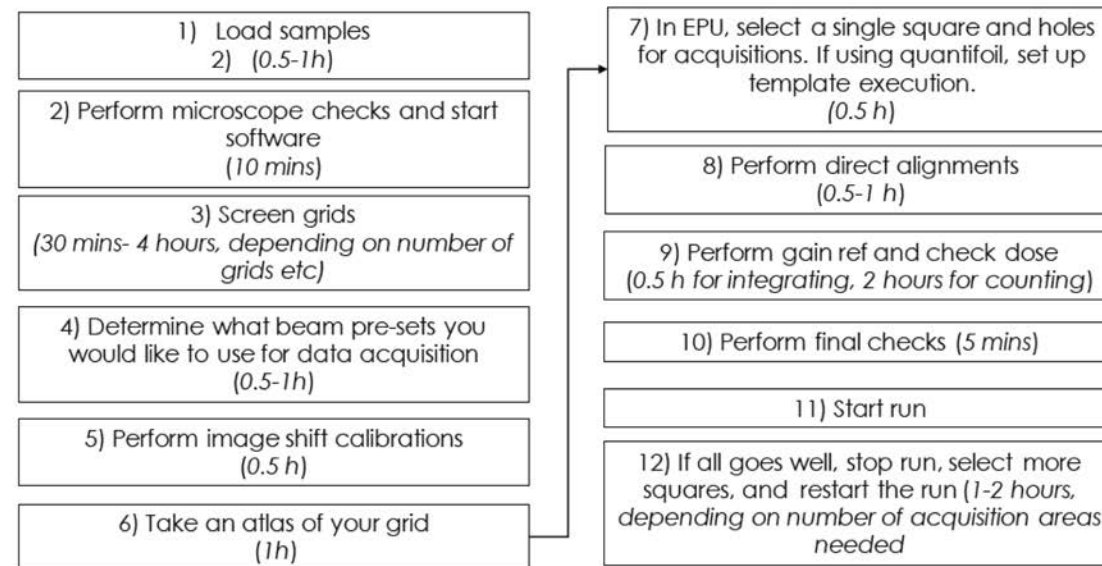 1) Load samples
2) (0.5-1h)
2) Perform microscope checks and start
software
(10 mins)
3) Screen grids
(30 mins- 4 hours, depending on number of
grids etc)
4) Determine what beam pre-sets you
would like to use for data acquisition
(0.5-1h)
5) Perform image shift calibrations
(0.5 h)
6) Take an atlas of your grid
(1h)
7) In EPU, select a single square and holes
for acquisitions. If using quantifoil, set up
template execution.
(0.5 h)
8) Perform direct alignments
(0.5-1 h)
9) Perform gain ref and check dose
(0.5 h for integrating, 2 hours for counting)
10) Perform final checks (5 mins)
11) Start run
12) If all goes well, stop run, select more
squares, and restart the run (1-2 hours,
depending on number of acquisition areas
needed